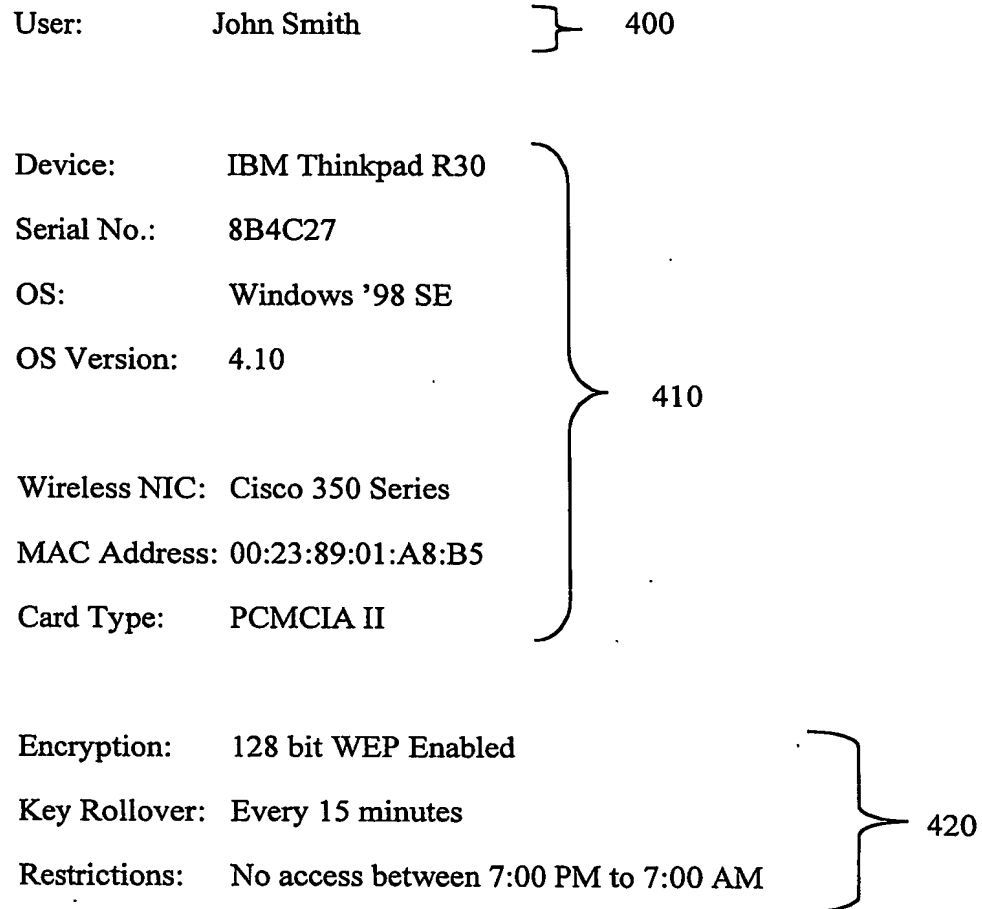 User: John Smith 400
Device: IBM Thinkpad R30
Serial No.: 8B4C27
OS: Windows '98 SE
OS Version: 4.10
410
Wireless NIC: Cisco 350 Series
MAC Address: 00:23:89:01:A8:B5
Card Type: PCMCIA II
Encryption: 128 bit WEP Enabled
Key Rollover: Every 15 minutes
420
Restrictions: No access between 7:00 PM to 7:00 AM